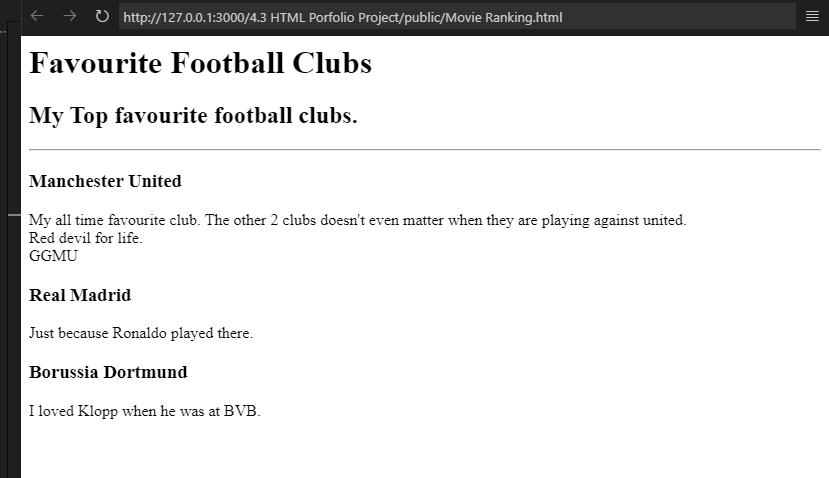 http://127.0.0.1:3000/4.3 HTML Porfolio Project/public/Movie Ranking.html
Favourite Football Clubs
My Top favourite football clubs.
Manchester United
My all time favourite club. The other 2 clubs doesn't even matter when they are playing against united.
Red devil for life.
GGMU
Real Madrid
Just because Ronaldo played there.
Borussia Dortmund
I loved Klopp when he was at BVB.